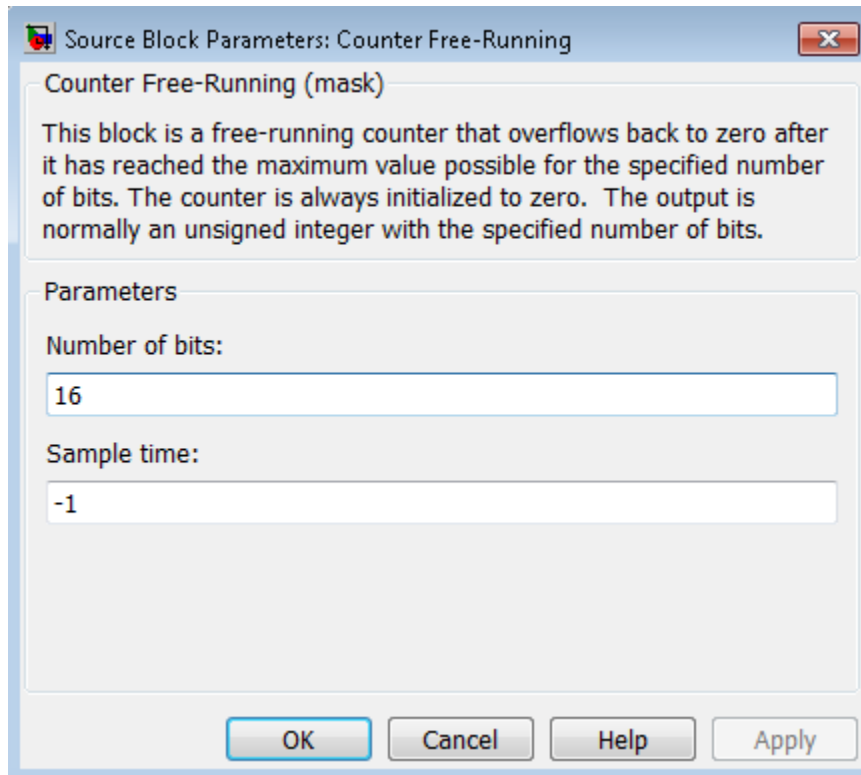 Source Block Parameters: Counter Free-Running
Counter Free-Running (mask)
This block is a free-running counter that overflows back to zero after
it has reached the maximum value possible for the specified number
of bits. The counter is always initialized to zero.  The output is
normally an unsigned integer with the specified number of bits.
Parameters
Number of bits:
16
Sample time:
-1
OK Cancel Help Apply